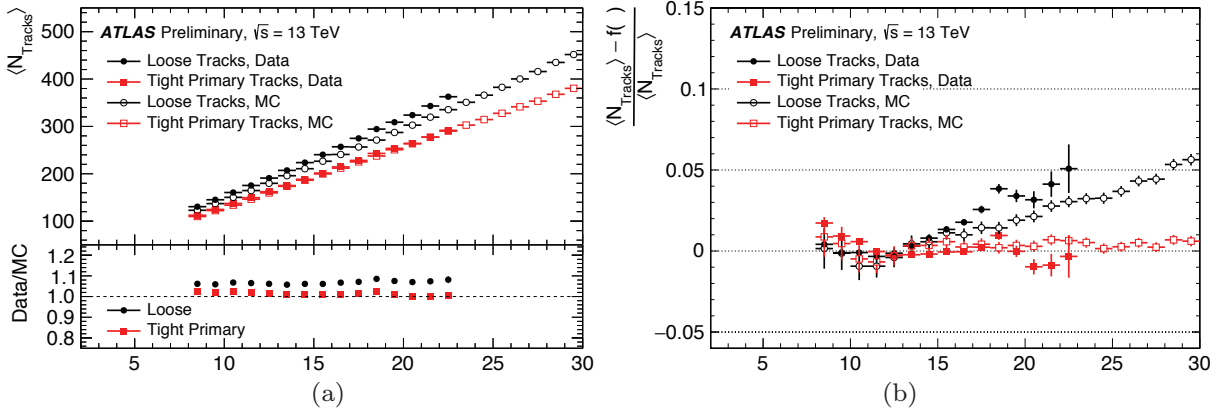 ⟨N_Tracks⟩
500
400
300
200
100
ATLAS Preliminary, √s = 13 TeV
Loose Tracks, Data
Tight Primary Tracks, Data
Loose Tracks, MC
Tight Primary Tracks, MC
Data/MC
1.2
1.1
1.0
0.9
0.8
Loose
Tight Primary
5 10 15 20 25 30
(a)
⟨N_Tracks⟩ − f( )
⟨N_Tracks⟩
0.15
0.1
0.05
0
−0.05
ATLAS Preliminary, √s = 13 TeV
Loose Tracks, Data
Tight Primary Tracks, Data
Loose Tracks, MC
Tight Primary Tracks, MC
5 10 15 20 25 30
(b)